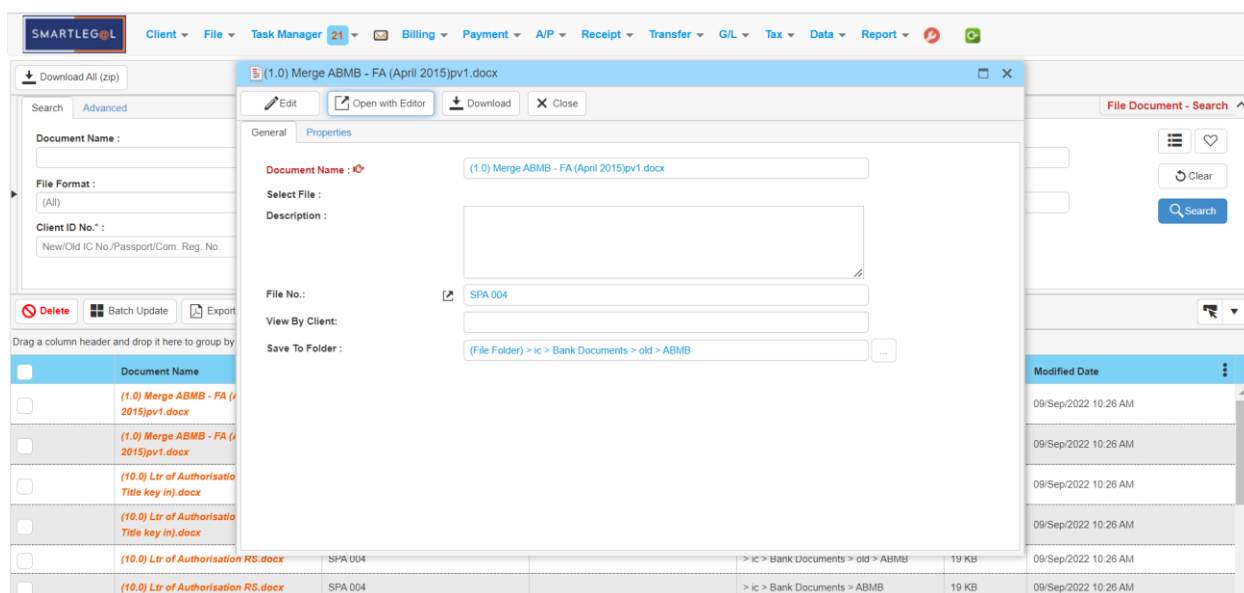 SMARTLEG@L Client File Task Manager 21 Billing Payment A/P Receipt Transfer G/L Tax Data Report
Download All (zip)
(1.0) Merge ABMB - FA (April 2015)pv1.docx
Edit Open with Editor Download Close
Search Advanced
File Document - Search
General Properties
Document Name :
Document Name : (1.0) Merge ABMB - FA (April 2015)pv1.docx
Clear
File Format :
Select File :
(All)
Search
Description :
Client ID No.* :
New/Old IC No./Passport/Com. Reg. No.
File No.: SPA 004
Delete Batch Update Export
View By Client:
Drag a column header and drop it here to group by
Save To Folder : (File Folder) > ic > Bank Documents > old > ABMB ...
Document Name Modified Date
(1.0) Merge ABMB - FA
2015)pv1.docx
09/Sep/2022 10:26 AM
(1.0) Merge ABMB - FA
2015)pv1.docx
09/Sep/2022 10:26 AM
(10.0) Ltr of Authorisatio
Title key in).docx
09/Sep/2022 10:26 AM
(10.0) Ltr of Authorisatio
Title key in).docx
09/Sep/2022 10:26 AM
(10.0) Ltr of Authorisation RS.docx SPA 004 > ic > Bank Documents > old > ABMB 19 KB 09/Sep/2022 10:26 AM
(10.0) Ltr of Authorisation RS.docx SPA 004 > ic > Bank Documents > ABMB 19 KB 09/Sep/2022 10:26 AM